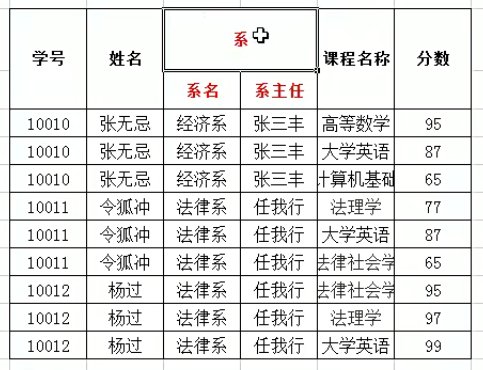 学号 姓名 系 课程名称 分数
系名 系主任
10010 张无忌 经济系 张三丰 高等数学 95
10010 张无忌 经济系 张三丰 大学英语 87
10010 张无忌 经济系 张三丰 计算机基础 65
10011 令狐冲 法律系 任我行 法理学 77
10011 令狐冲 法律系 任我行 大学英语 87
10011 令狐冲 法律系 任我行 法律社会学 65
10012 杨过 法律系 任我行 法律社会学 95
10012 杨过 法律系 任我行 法理学 97
10012 杨过 法律系 任我行 大学英语 99